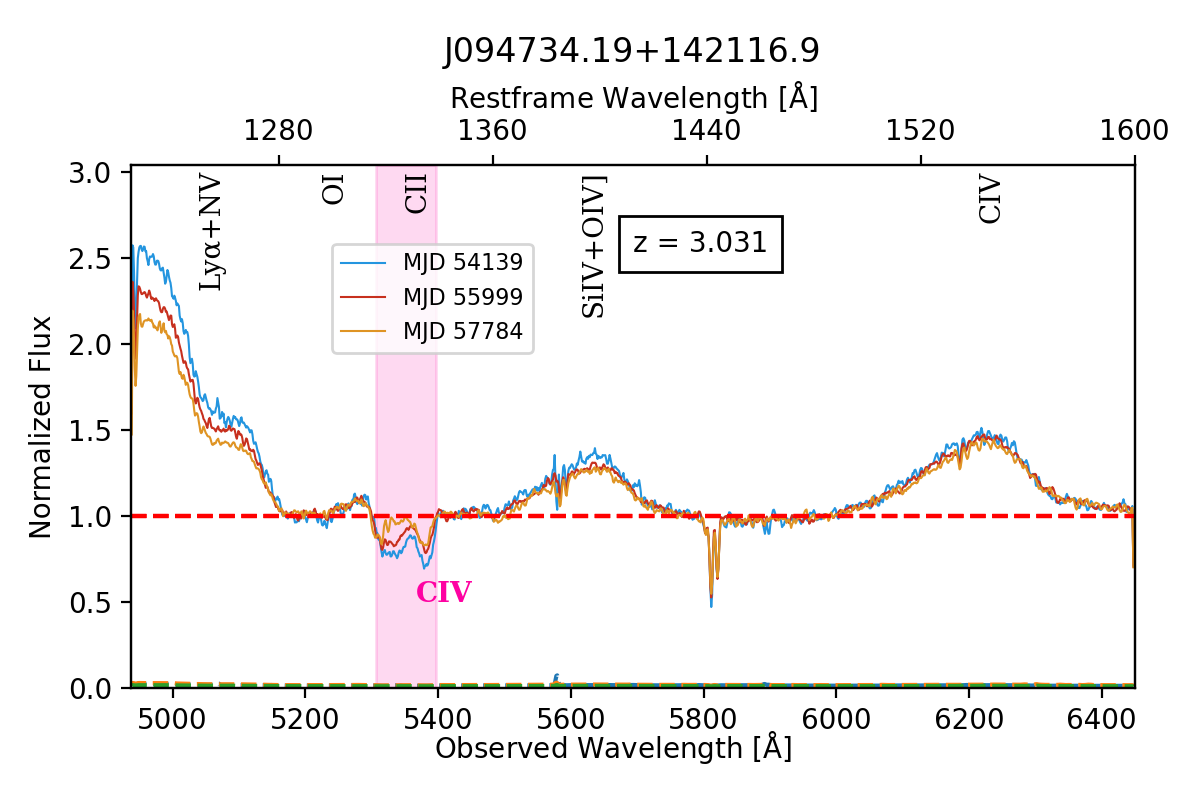 J094734.19+142116.9
Restframe Wavelength [Å]
1280 1360 1440 1520 1600
Normalized Flux
3.0
2.5
2.0
1.5
1.0
0.5
0.0
Lyα+NV
OI
CII
SiIV+OIV]
CIV
z = 3.031
MJD 54139
MJD 55999
MJD 57784
CIV
5000 5200 5400 5600 5800 6000 6200 6400
Observed Wavelength [Å]